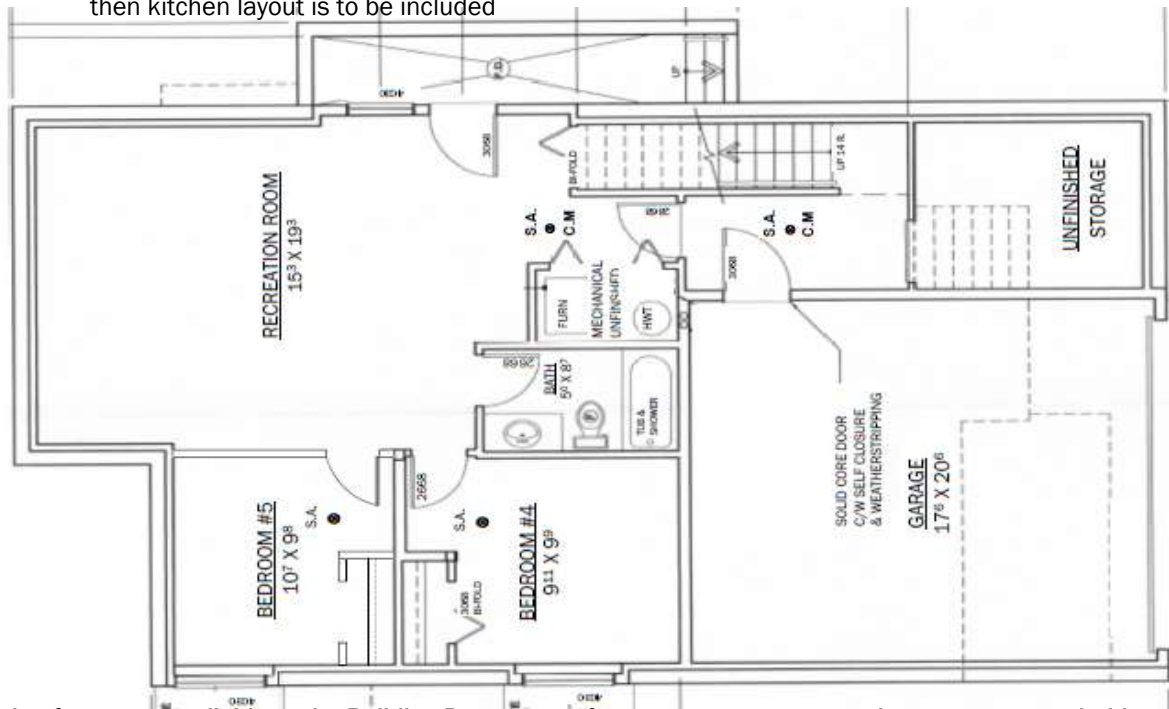 then kitchen layout is to be included
F.D.
UP
3068
BI-FOLD
UP 14 R.
RECREATION ROOM
15³ X 19³
S.A.
C.M
S.A.
C.M
3068
UNFINISHED
STORAGE
FURN
MECHANICAL
UNFINISHED
HWT
BATH
5⁰ X 8⁷
TUB &
SHOWER
2668
SOLID CORE DOOR
C/W SELF CLOSURE
& WEATHERSTRIPPING
GARAGE
17⁶ X 20⁶
BEDROOM #5
10⁷ X 9⁸
S.A.
S.A.
BEDROOM #4
9¹¹ X 9⁹
3068
BI-FOLD